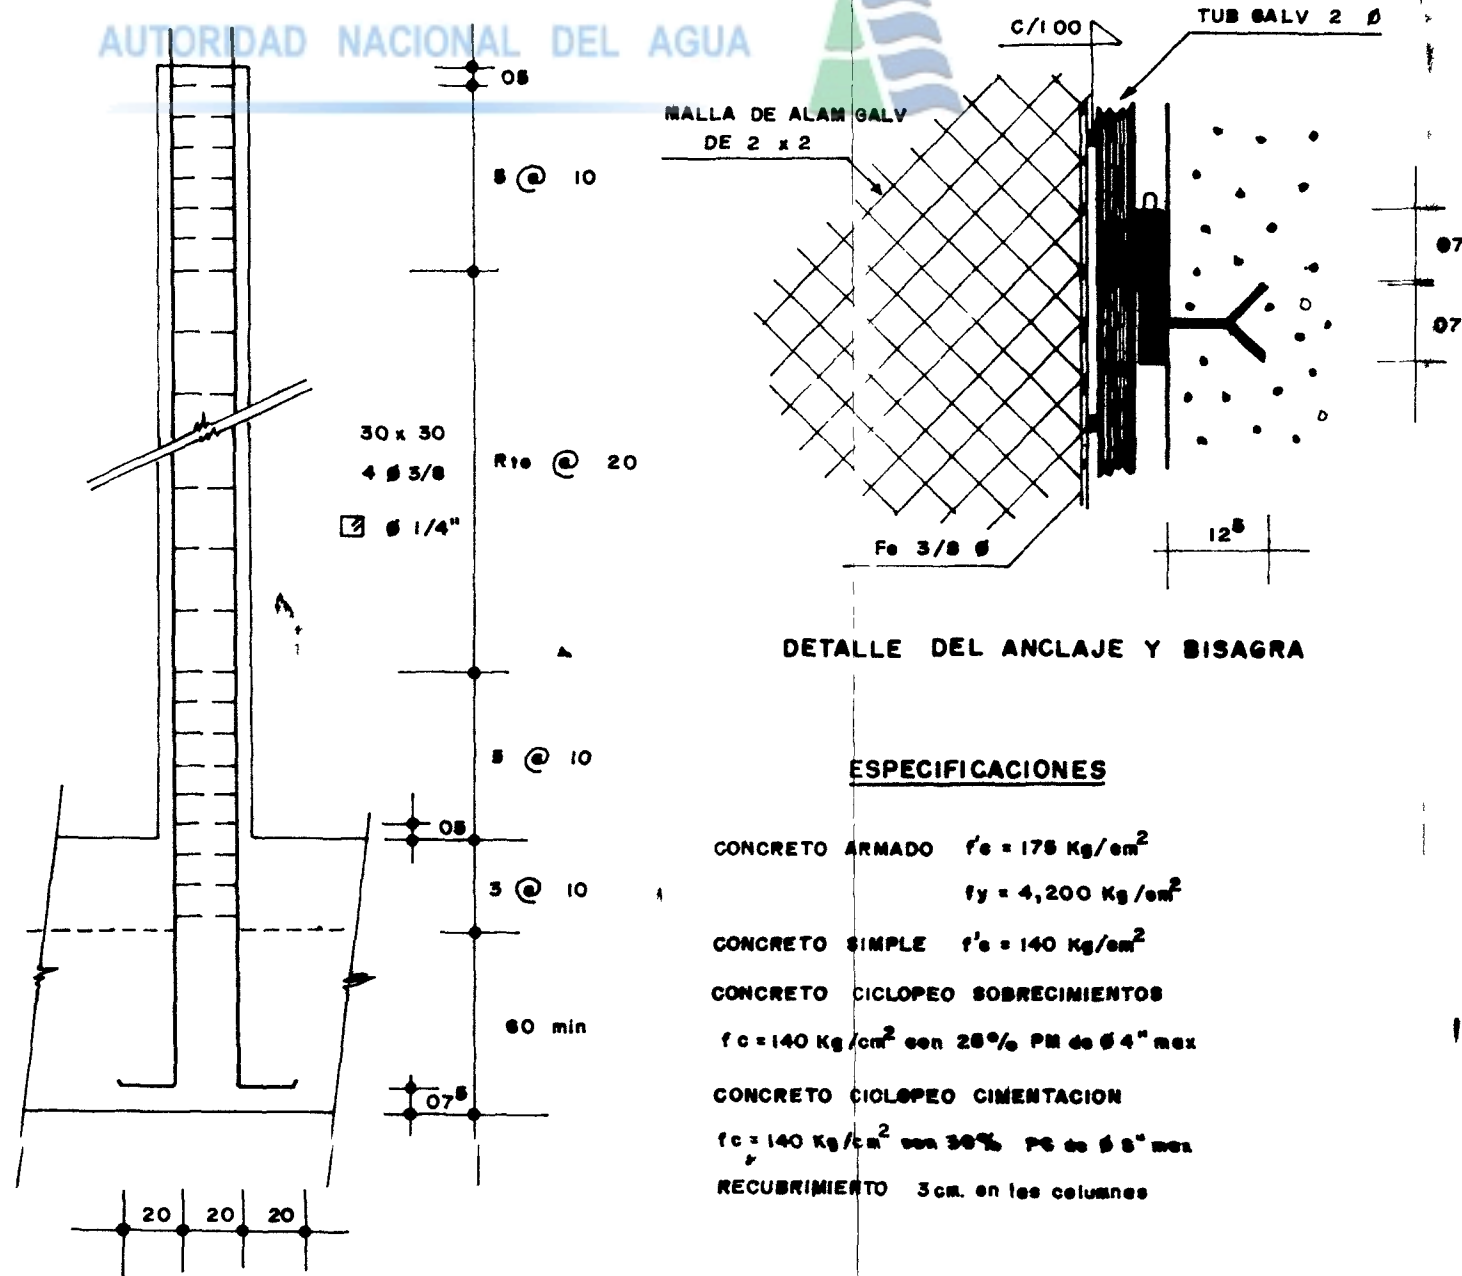 AUTORIDAD NACIONAL DEL AGUA
05
5 @ 10
30 x 30
4 Ø 3/8
Ø 1/4"
Rto @ 20
5 @ 10
05
3 @ 10
60 min
07⁵
20 20 20
C/1 00
TUB GALV 2 Ø
MALLA DE ALAM GALV
DE 2 x 2
07
07
12⁵
Fe 3/8 Ø
DETALLE DEL ANCLAJE Y BISAGRA
ESPECIFICACIONES
CONCRETO ARMADO f'c = 175 Kg/cm²
fy = 4,200 Kg/cm²
CONCRETO SIMPLE f'c = 140 Kg/cm²
CONCRETO CICLOPEO SOBRECIMIENTOS
fc = 140 Kg/cm² con 25% PM de Ø 4" max
CONCRETO CICLOPEO CIMENTACION
fc = 140 Kg/cm² con 30% PG de Ø 8" max
RECUBRIMIENTO 3 cm. en las columnas